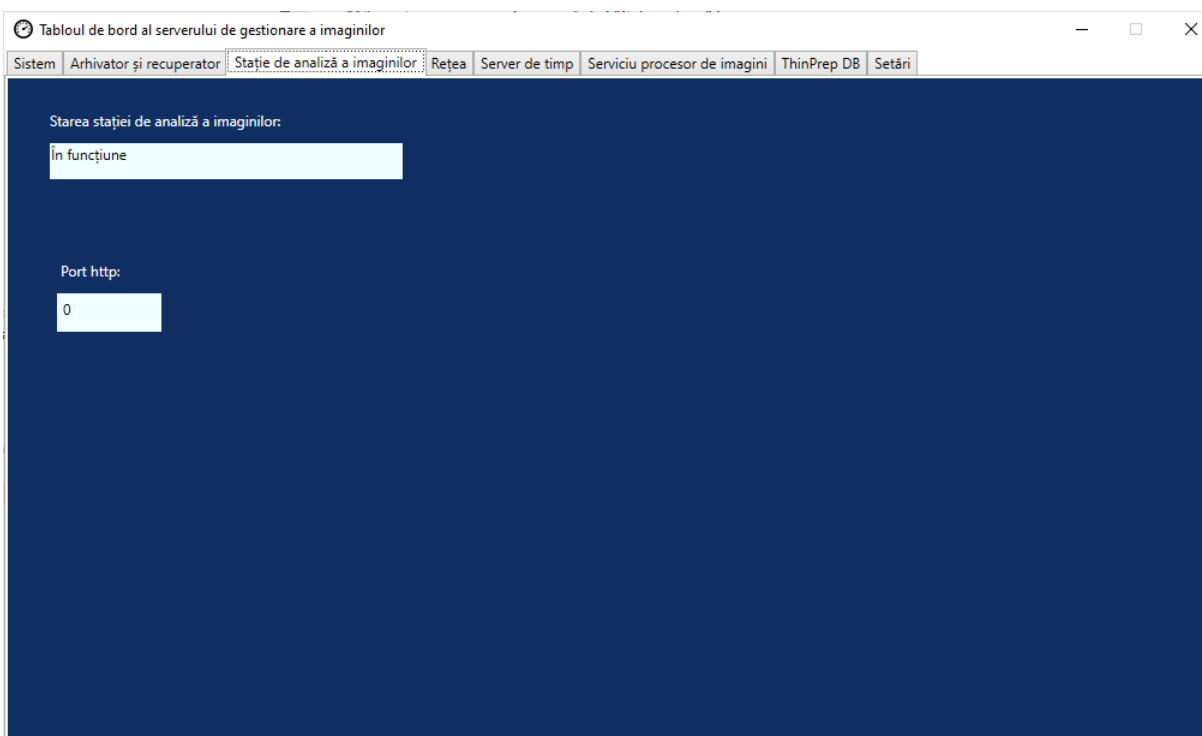 Tabloul de bord al serverului de gestionare a imaginilor
Sistem Arhivator și recuperator Stație de analiză a imaginilor Rețea Server de timp Serviciu procesor de imagini ThinPrep DB Setări
Starea stației de analiză a imaginilor:
În funcțiune
Port http:
0